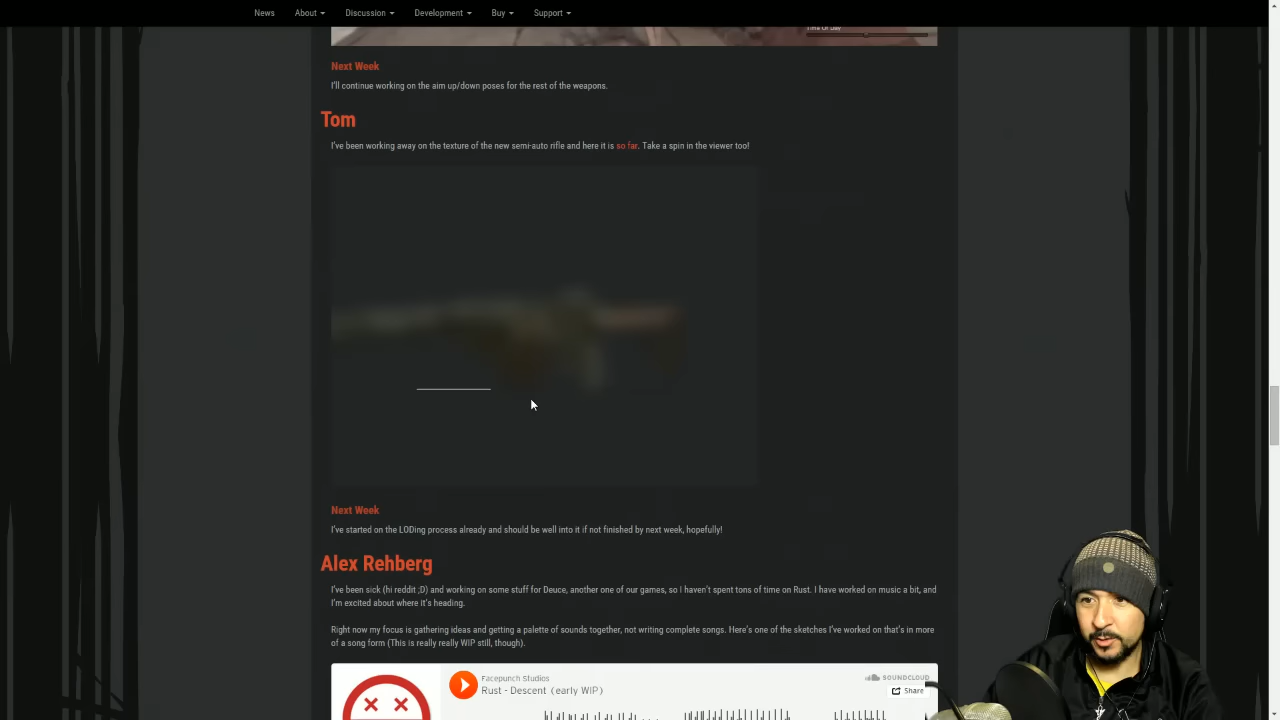 News About Discussion Development Buy Support
Time Of Day
Next Week
I'll continue working on the aim up/down poses for the rest of the weapons.
Tom
I've been working away on the texture of the new semi-auto rifle and here it is so far. Take a spin in the viewer too!
Next Week
I've started on the LODing process already and should be well into it if not finished by next week, hopefully!
Alex Rehberg
I've been sick (hi reddit ;D) and working on some stuff for Deuce, another one of our games, so I haven't spent tons of time on Rust. I have worked on music a bit, and
I'm excited about where it's heading.
Right now my focus is gathering ideas and getting a palette of sounds together, not writing complete songs. Here's one of the sketches I've worked on that's in more
of a song form (This is really really WIP still, though).
Facepunch Studios
SOUNDCLOUD
Rust - Descent (early WIP)
Share